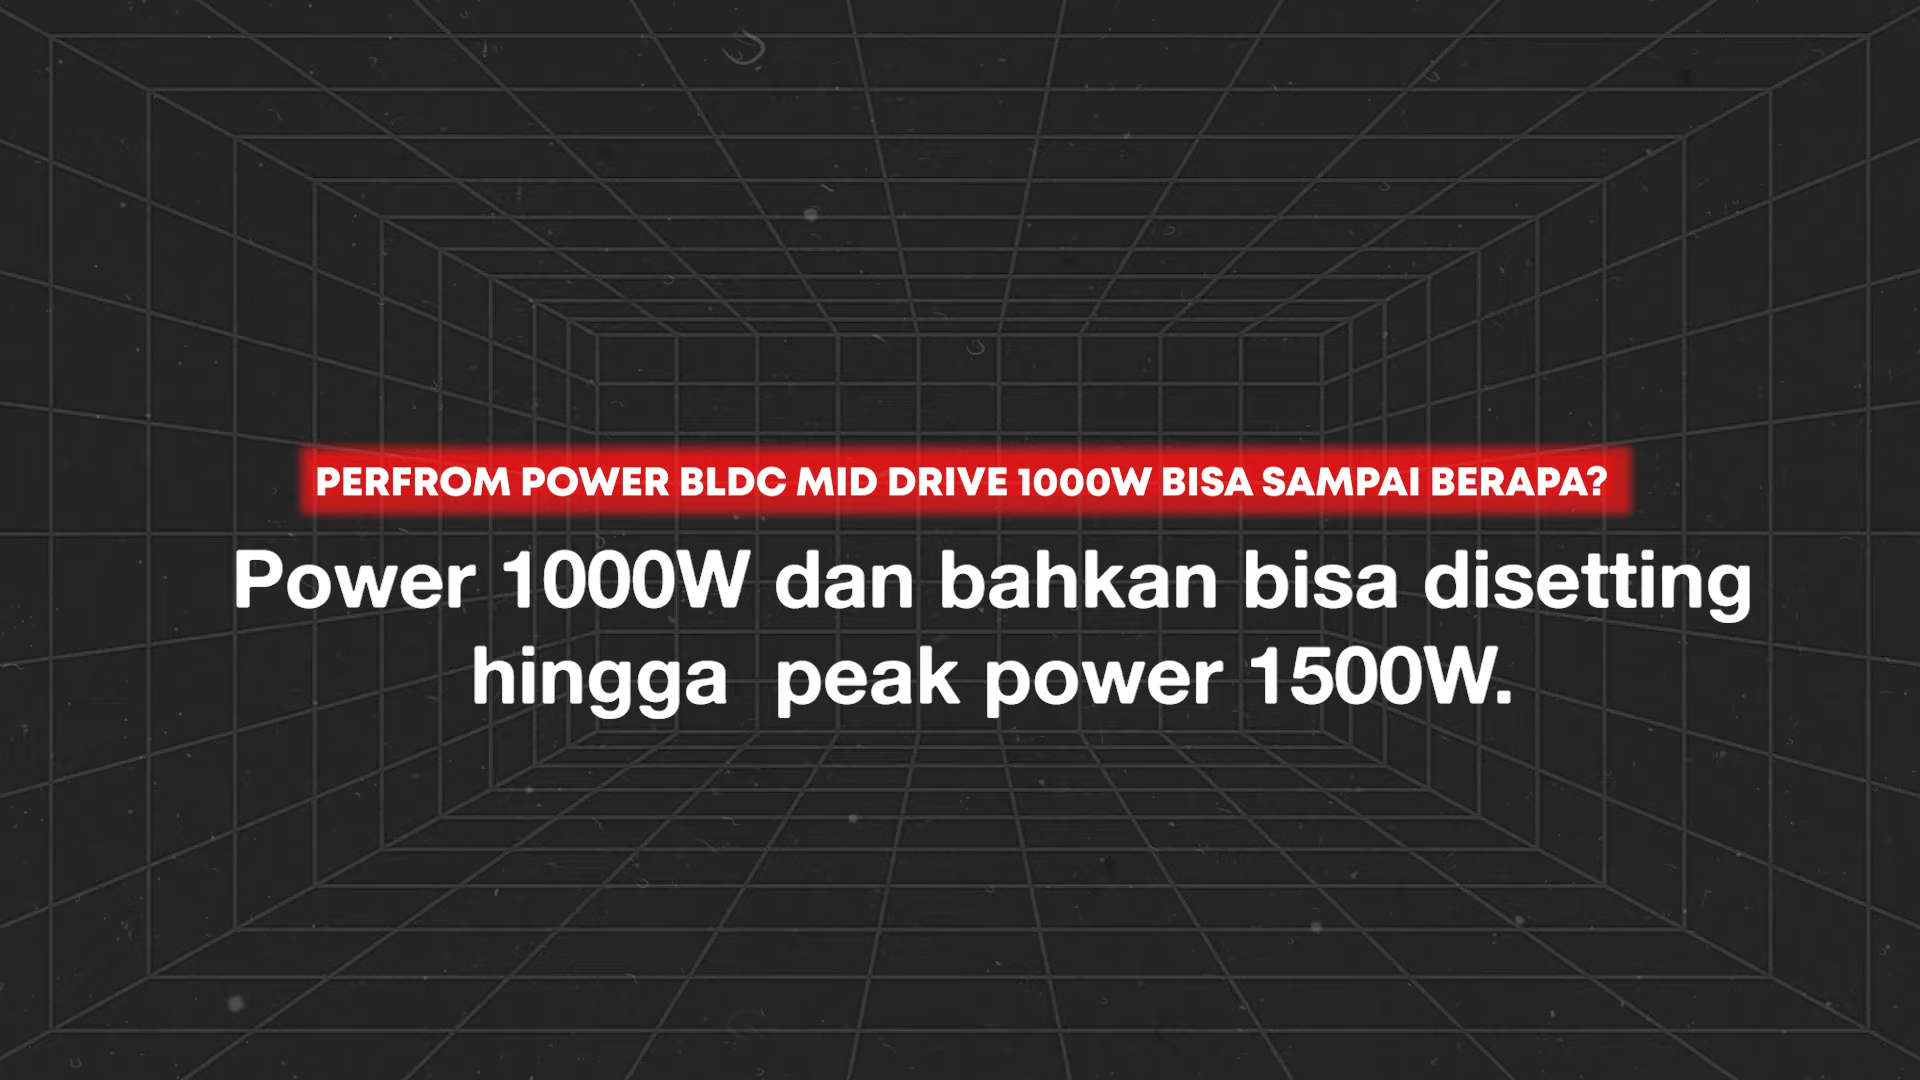 PERFROM POWER BLDC MID DRIVE 1000W BISA SAMPAI BERAPA?
Power 1000W dan bahkan bisa disetting
hingga  peak power 1500W.